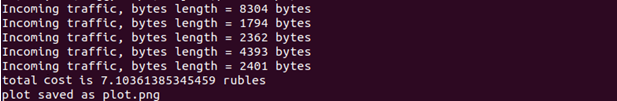 Incoming traffic, bytes length = 8304 bytes
Incoming traffic, bytes length = 1794 bytes
Incoming traffic, bytes length = 2362 bytes
Incoming traffic, bytes length = 4393 bytes
Incoming traffic, bytes length = 2401 bytes
total cost is 7.10361385345459 rubles
plot saved as plot.png